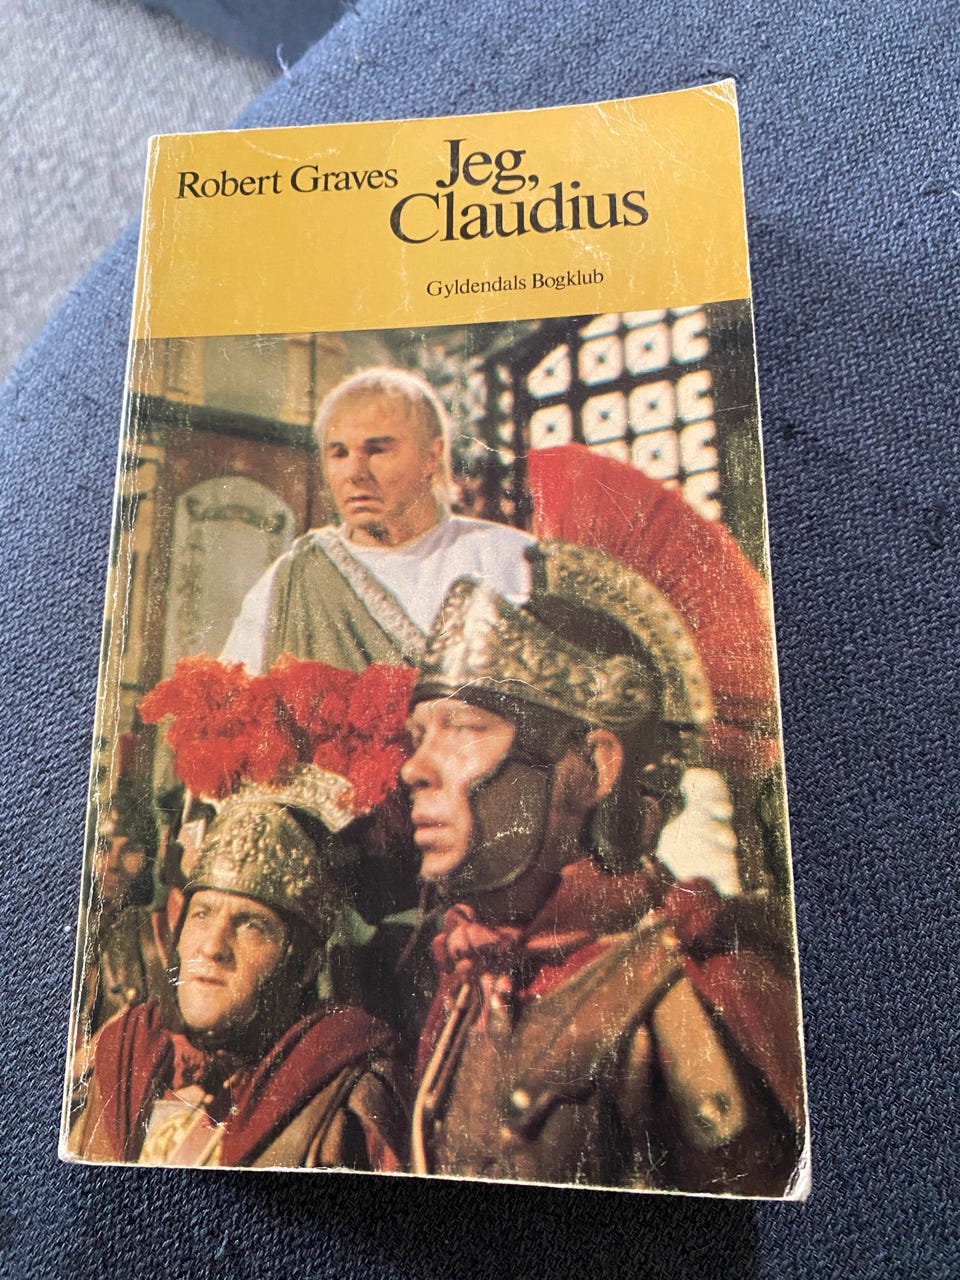 Robert Graves
Jeg,
Claudius
Gyldendals Bogklub